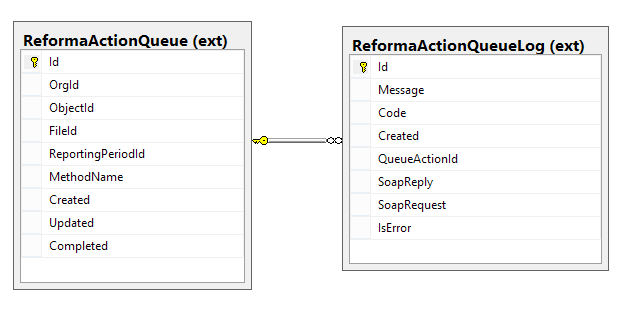 ReformaActionQueue (ext)
Id
OrgId
ObjectId
FileId
ReportingPeriodId
MethodName
Created
Updated
Completed
ReformaActionQueueLog (ext)
Id
Message
Code
Created
QueueActionId
SoapReply
SoapRequest
IsError